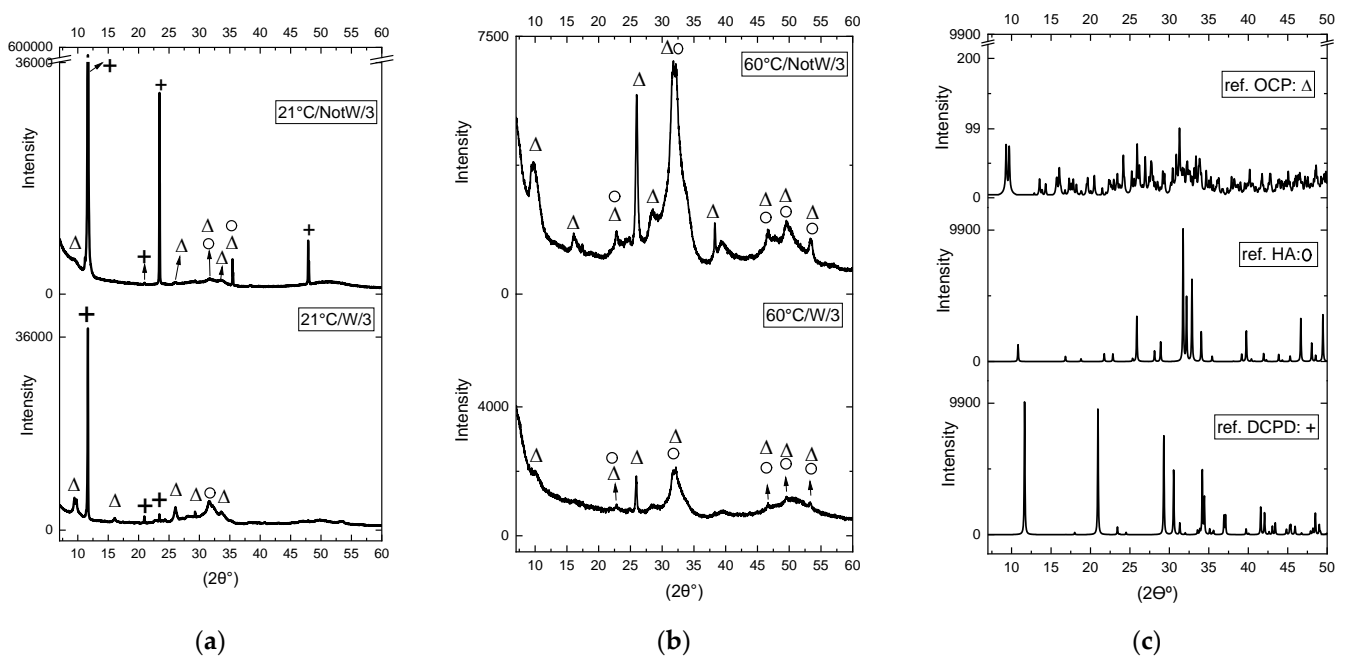 10 15 20 25 30 35 40 45 50 55 60
600000
36000
+
+
21°C/NotW/3
Intensity
Δ
+
Δ
Δ
O
Δ
O
Δ
+
0
21°C/W/3
+
36000
Intensity
Δ
Δ
+
+
Δ
Δ
O
Δ
0
10 15 20 25 30 35 40 45 50 55 60
(2θ°)
(a)
10 15 20 25 30 35 40 45 50 55 60
7500
ΔO
60°C/NotW/3
Δ
Δ
Intensity
Δ
O
Δ
Δ
Δ
Δ
O
Δ
O
Δ
O
0
60°C/W/3
4000
Intensity
Δ
O
Δ
Δ
Δ
O
Δ
O
Δ
O
Δ
O
0
10 15 20 25 30 35 40 45 50 55 60
(2θ°)
(b)
10 15 20 25 30 35 40 45 50
9900
200
ref. OCP: Δ
99
Intensity
0
9900
ref. HA:O
Intensity
0
9900
ref. DCPD: +
Intensity
0
10 15 20 25 30 35 40 45 50
(2Θº)
(c)